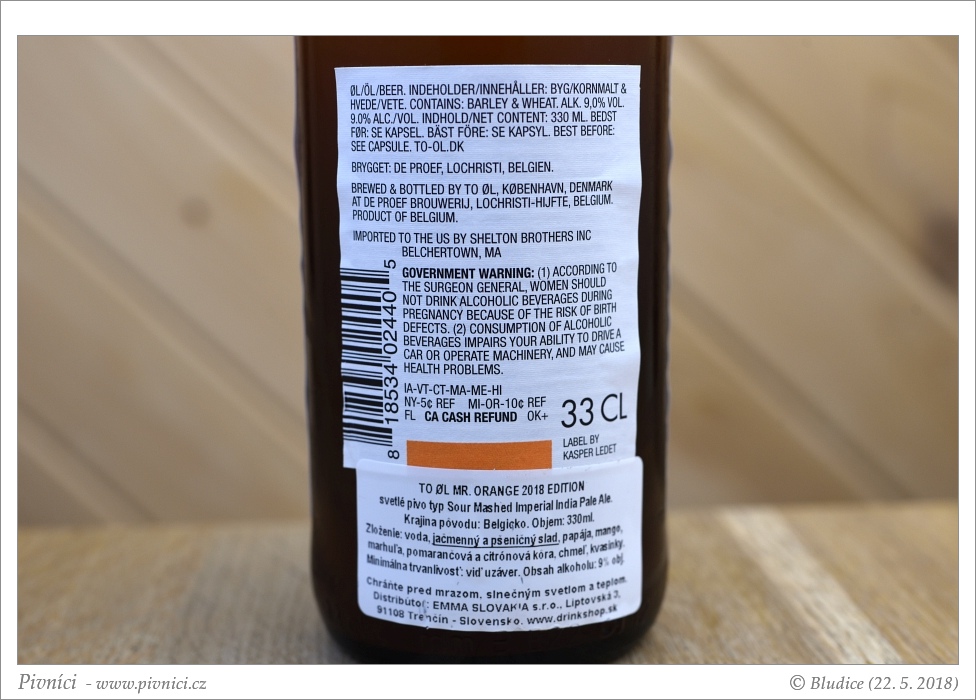 ØL/ÖL/BEER. INDEHOLDER/INNEHÅLLER: BYG/KORNMALT &
HVEDE/VETE. CONTAINS: BARLEY & WHEAT. ALK. 9,0% VOL.
9.0% ALC./VOL. INDHOLD/NET CONTENT: 330 ML. BEDST
FØR: SE KAPSEL. BÄST FÖRE: SE KAPSYL. BEST BEFORE:
SEE CAPSULE. TO-OL.DK
BRYGGET: DE PROEF, LOCHRISTI, BELGIEN.
BREWED & BOTTLED BY TO ØL, KØBENHAVN, DENMARK
AT DE PROEF BROUWERIJ, LOCHRISTI-HIJFTE, BELGIUM.
PRODUCT OF BELGIUM.
IMPORTED TO THE US BY SHELTON BROTHERS INC
BELCHERTOWN, MA
GOVERNMENT WARNING: (1) ACCORDING TO
THE SURGEON GENERAL, WOMEN SHOULD
NOT DRINK ALCOHOLIC BEVERAGES DURING
PREGNANCY BECAUSE OF THE RISK OF BIRTH
DEFECTS. (2) CONSUMPTION OF ALCOHOLIC
BEVERAGES IMPAIRS YOUR ABILITY TO DRIVE A
CAR OR OPERATE MACHINERY, AND MAY CAUSE
HEALTH PROBLEMS.
8 18534 02440 5
IA-VT-CT-MA-ME-HI
NY-5¢ REF MI-OR-10¢ REF
FL CA CASH REFUND OK+
33 CL
LABEL BY
KASPER LEDET
TO ØL MR. ORANGE 2018 EDITION
svetlé pivo typ Sour Mashed Imperial India Pale Ale.
Krajina pôvodu: Belgicko. Objem: 330ml.
Zloženie: voda, jačmenný a pšeničný slad, papája, mango,
marhuľa, pomarančová a citrónová kôra, chmeľ, kvasinky.
Minimálna trvanlivosť: viď uzáver. Obsah alkoholu: 9% obj.
Chráňte pred mrazom, slnečným svetlom a teplom.
Distribútor: EMMA SLOVAKIA s.r.o., Liptovská 3,
91108 Trenčín - Slovensko. www.drinkshop.sk
Pivníci - www.pivnici.cz
© Bludice (22. 5. 2018)